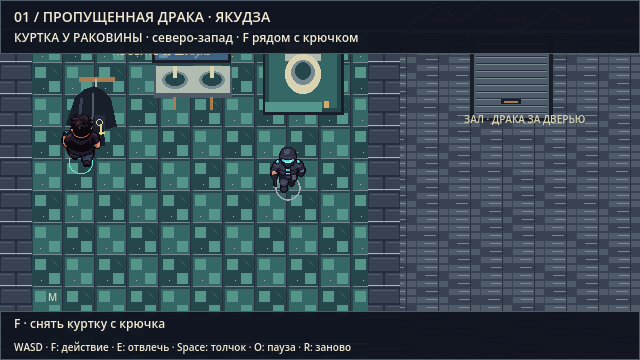 01 / ПРОПУЩЕННАЯ ДРАКА · ЯКУДЗА
КУРТКА У РАКОВИНЫ · северо-запад · F рядом с крючком
ЗАЛ · ДРАКА ЗА ДВЕРЬЮ
М
F · снять куртку с крючка
WASD · F: действие · E: отвлечь · Space: толчок · O: пауза · R: заново